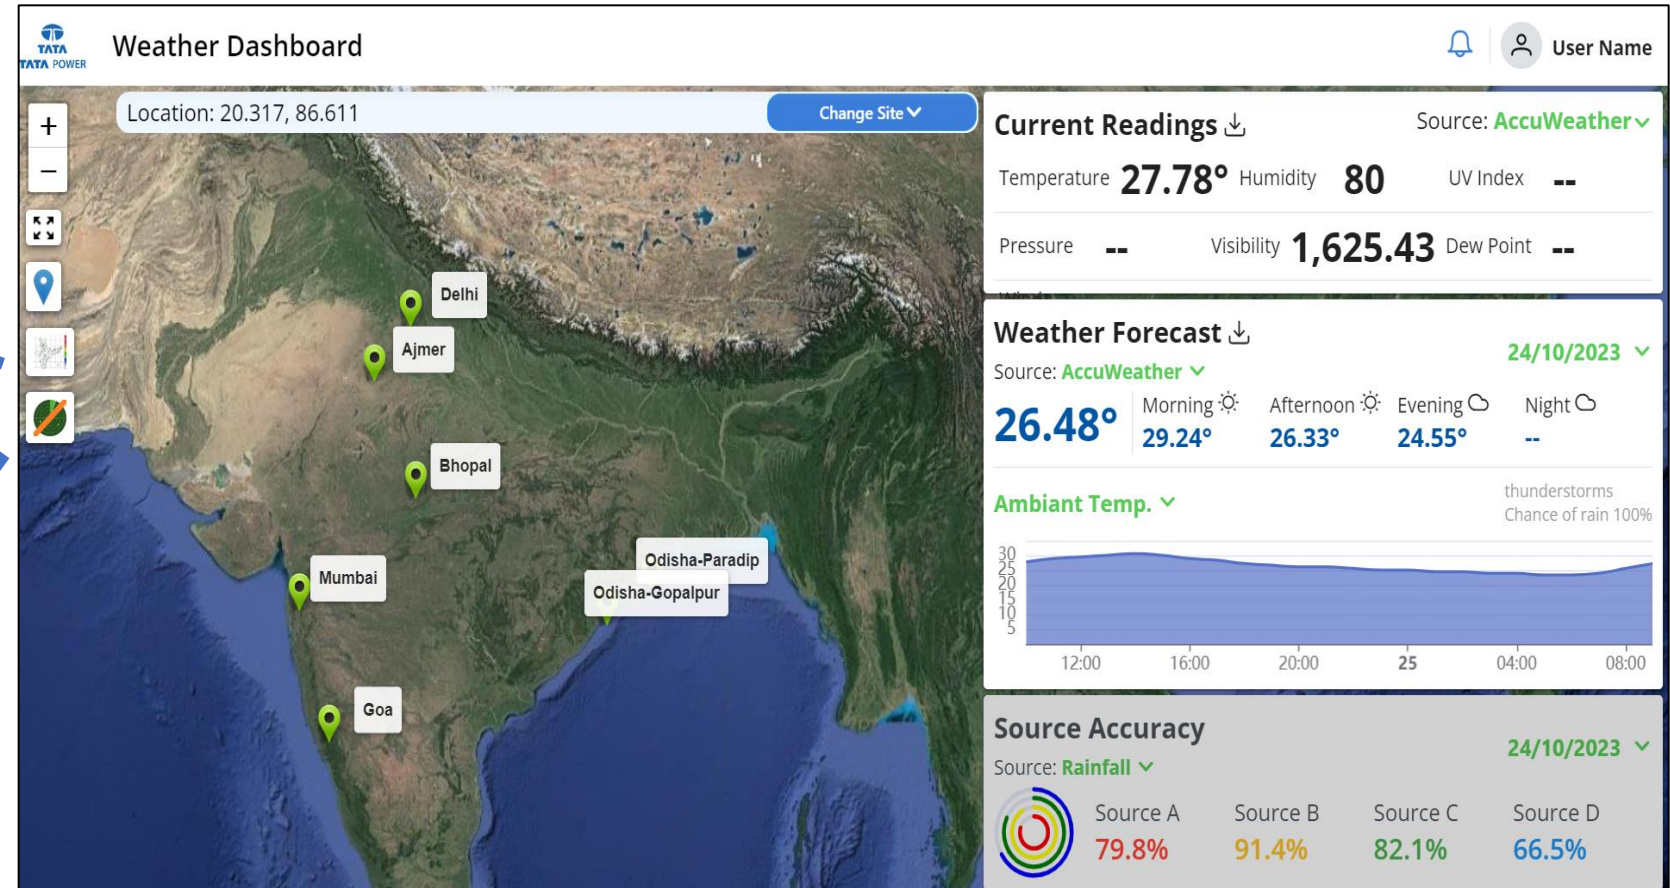 TATA
TATA POWER
Weather Dashboard
User Name
Location: 20.317, 86.611
Change Site
+
−
Delhi
Ajmer
Bhopal
Odisha-Paradip
Odisha-Gopalpur
Mumbai
Goa
Current Readings
Source: AccuWeather
Temperature 27.78° Humidity 80 UV Index --
Pressure -- Visibility 1,625.43 Dew Point --
Weather Forecast
24/10/2023
Source: AccuWeather
26.48°
Morning Afternoon Evening Night
29.24° 26.33° 24.55° --
Ambiant Temp.
thunderstorms
Chance of rain 100%
30
25
20
15
10
5
12:00 16:00 20:00 25 04:00 08:00
Source Accuracy
24/10/2023
Source: Rainfall
Source A Source B Source C Source D
79.8% 91.4% 82.1% 66.5%